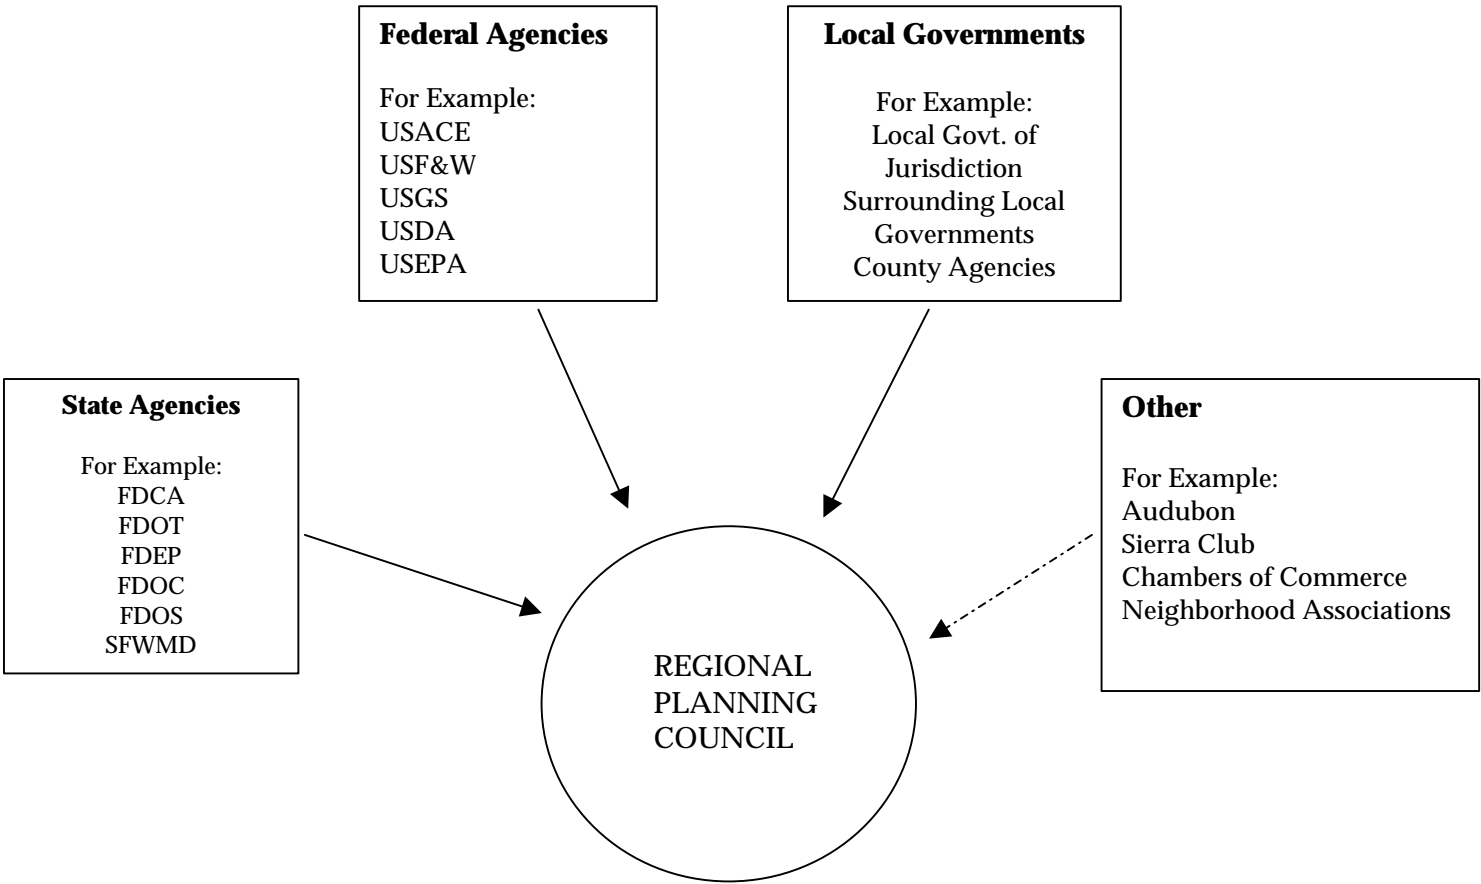 Federal Agencies
For Example:
USACE
USF&W
USGS
USDA
USEPA
Local Governments
For Example:
Local Govt. of
Jurisdiction
Surrounding Local
Governments
County Agencies
State Agencies
For Example:
FDCA
FDOT
FDEP
FDOC
FDOS
SFWMD
Other
For Example:
Audubon
Sierra Club
Chambers of Commerce
Neighborhood Associations
REGIONAL
PLANNING
COUNCIL